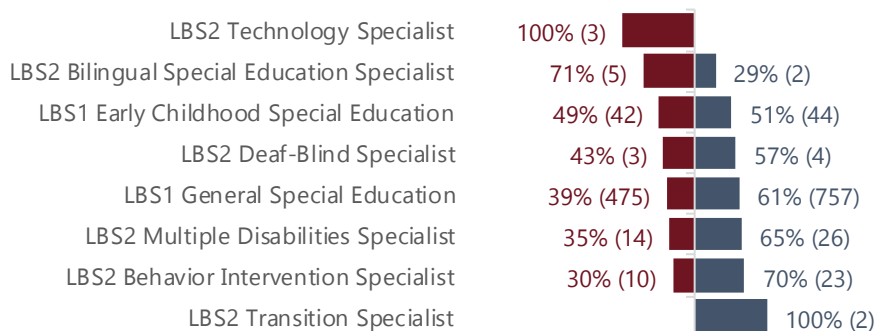 LBS2 Technology Specialist 100% (3)
LBS2 Bilingual Special Education Specialist 71% (5) 29% (2)
LBS1 Early Childhood Special Education 49% (42) 51% (44)
LBS2 Deaf-Blind Specialist 43% (3) 57% (4)
LBS1 General Special Education 39% (475) 61% (757)
LBS2 Multiple Disabilities Specialist 35% (14) 65% (26)
LBS2 Behavior Intervention Specialist 30% (10) 70% (23)
LBS2 Transition Specialist 100% (2)